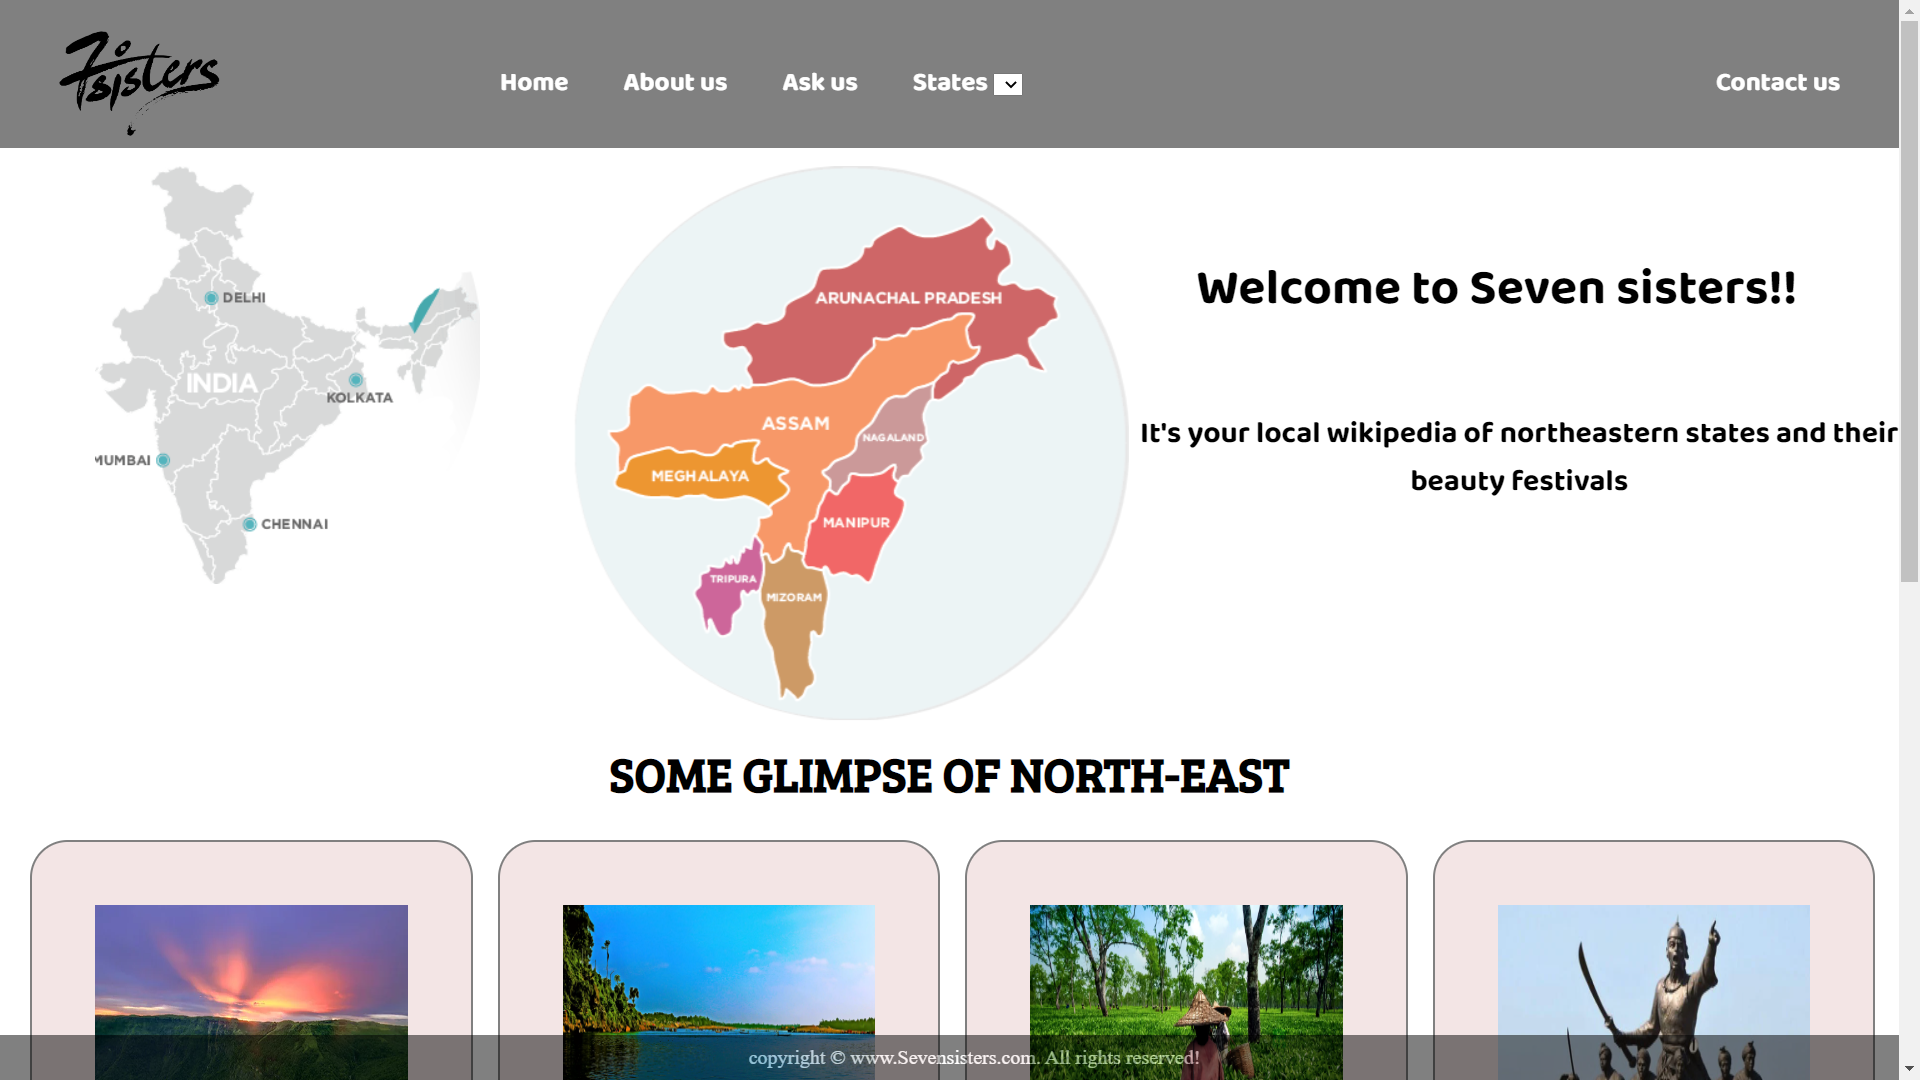 7sisters
Home
About us
Ask us
States
Contact us
DELHI
INDIA
KOLKATA
MUMBAI
CHENNAI
ARUNACHAL PRADESH
ASSAM
NAGALAND
MEGHALAYA
MANIPUR
TRIPURA
MIZORAM
Welcome to Seven sisters!!
It's your local wikipedia of northeastern states and their
beauty festivals
SOME GLIMPSE OF NORTH-EAST
copyright © www.Sevensisters.com. All rights reserved!